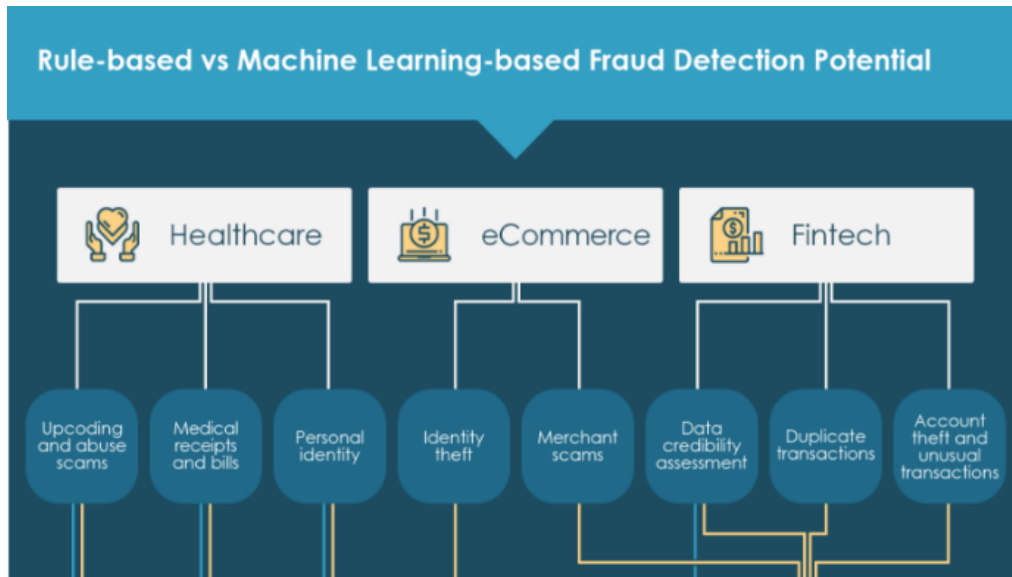 Rule-based vs Machine Learning-based Fraud Detection Potential
Healthcare
eCommerce
Fintech
Upcoding
and abuse
scams
Medical
receipts
and bills
Personal
identity
Identity
theft
Merchant
scams
Data
credibility
assessment
Duplicate
transactions
Account
theft and
unusual
transactions